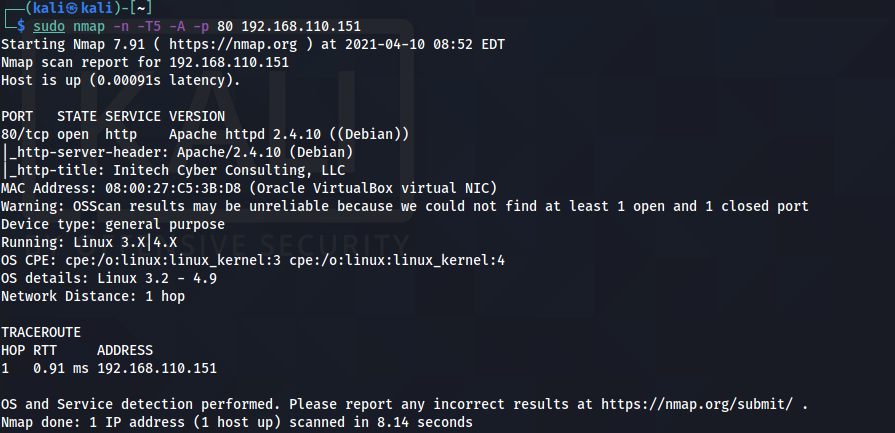 ┌──(kali㉿kali)-[~]
└─$ sudo nmap -n -T5 -A -p 80 192.168.110.151
Starting Nmap 7.91 ( https://nmap.org ) at 2021-04-10 08:52 EDT
Nmap scan report for 192.168.110.151
Host is up (0.00091s latency).

PORT   STATE SERVICE VERSION
80/tcp open  http    Apache httpd 2.4.10 ((Debian))
|_http-server-header: Apache/2.4.10 (Debian)
|_http-title: Initech Cyber Consulting, LLC
MAC Address: 08:00:27:C5:3B:D8 (Oracle VirtualBox virtual NIC)
Warning: OSScan results may be unreliable because we could not find at least 1 open and 1 closed port
Device type: general purpose
Running: Linux 3.X|4.X
OS CPE: cpe:/o:linux:linux_kernel:3 cpe:/o:linux:linux_kernel:4
OS details: Linux 3.2 - 4.9
Network Distance: 1 hop

TRACEROUTE
HOP RTT     ADDRESS
1   0.91 ms 192.168.110.151

OS and Service detection performed. Please report any incorrect results at https://nmap.org/submit/ .
Nmap done: 1 IP address (1 host up) scanned in 8.14 seconds
KALI
SECURITY